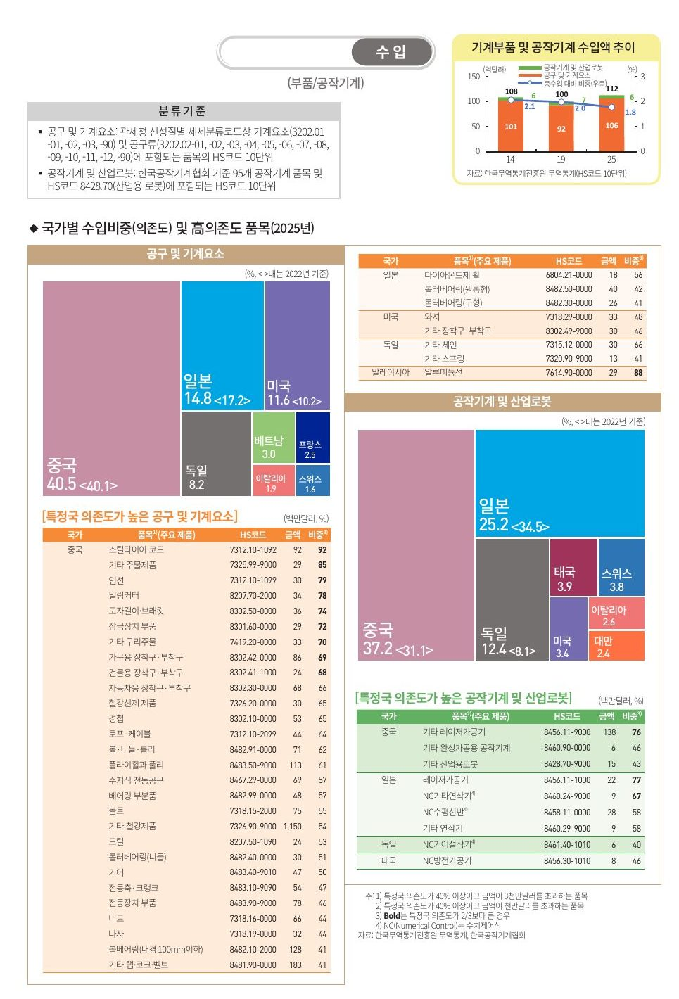 수 입
(부품/공작기계)
기계부품 및 공작기계 수입액 추이
(억달러)
공작기계 및 산업로봇
공구 및 기계요소
총수입 대비 비중(우축)
(%)
150
100
50
0
3
2
1
0
108
6
2.1
101
100
7
2.0
92
112
6
1.8
106
14
19
25
자료: 한국무역통계진흥원 무역통계(HS코드 10단위)
분 류 기 준
▪ 공구 및 기계요소: 관세청 신성질별 세세분류코드상 기계요소(3202.01
-01, -02, -03, -90) 및 공구류(3202.02-01, -02, -03, -04, -05, -06, -07, -08,
-09, -10, -11, -12, -90)에 포함되는 품목의 HS코드 10단위
▪ 공작기계 및 산업로봇: 한국공작기계협회 기준 95개 공작기계 품목 및
HS코드 8428.70(산업용 로봇)에 포함되는 HS코드 10단위
◆ 국가별 수입비중(의존도) 및 高의존도 품목(2025년)
공구 및 기계요소
(%, < >내는 2022년 기준)
중국
40.5 <40.1>
일본
14.8 <17.2>
미국
11.6 <10.2>
독일
8.2
베트남
3.0
프랑스
2.5
이탈리아
1.9
스위스
1.6
[특정국 의존도가 높은 공구 및 기계요소]
(백만달러, %)
국가 품목1)(주요 제품) HS코드 금액 비중3)
중국 스틸타이어 코드 7312.10-1092 92 92
기타 주물제품 7325.99-9000 29 85
연선 7312.10-1099 30 79
밀링커터 8207.70-2000 34 78
모자걸이·브래킷 8302.50-0000 36 74
잠금장치 부품 8301.60-0000 29 72
기타 구리주물 7419.20-0000 33 70
가구용 장착구·부착구 8302.42-0000 86 69
건물용 장착구·부착구 8302.41-1000 24 68
자동차용 장착구·부착구 8302.30-0000 68 66
철강선제 제품 7326.20-0000 30 65
경첩 8302.10-0000 53 65
로프·케이블 7312.10-2099 44 64
볼·니들·롤러 8482.91-0000 71 62
플라이휠과 풀리 8483.50-9000 113 61
수지식 전동공구 8467.29-0000 69 57
베어링 부분품 8482.99-0000 48 57
볼트 7318.15-2000 75 55
기타 철강제품 7326.90-9000 1,150 54
드릴 8207.50-1090 24 53
롤러베어링(니들) 8482.40-0000 30 51
기어 8483.40-9010 47 50
전동축·크랭크 8483.10-9090 54 47
전동장치 부품 8483.90-9000 78 46
너트 7318.16-0000 66 44
나사 7318.19-0000 32 44
볼베어링(내경 100mm이하) 8482.10-2000 128 41
기타 탭·코크·벨브 8481.90-0000 183 41
국가 품목1)(주요 제품) HS코드 금액 비중3)
일본 다이아몬드제 휠 6804.21-0000 18 56
롤러베어링(원통형) 8482.50-0000 40 42
롤러베어링(구형) 8482.30-0000 26 41
미국 와셔 7318.29-0000 33 48
기타 장착구·부착구 8302.49-9000 30 46
독일 기타 체인 7315.12-0000 30 66
기타 스프링 7320.90-9000 13 41
말레이시아 알루미늄선 7614.90-0000 29 88
공작기계 및 산업로봇
(%, < >내는 2022년 기준)
중국
37.2 <31.1>
일본
25.2 <34.5>
독일
12.4 <8.1>
태국
3.9
스위스
3.8
미국
3.4
이탈리아
2.6
대만
2.4
[특정국 의존도가 높은 공작기계 및 산업로봇]
(백만달러, %)
국가 품목2)(주요 제품) HS코드 금액 비중3)
중국 기타 레이저가공기 8456.11-9000 138 76
기타 완성가공용 공작기계 8460.90-0000 6 46
기타 산업용로봇 8428.70-9000 15 43
일본 레이저가공기 8456.11-1000 22 77
NC기타연삭기4) 8460.24-9000 9 67
NC수평선반4) 8458.11-0000 28 58
기타 연삭기 8460.29-9000 9 58
독일 NC기어절삭기4) 8461.40-1010 6 40
태국 NC방전가공기 8456.30-1010 8 46
주: 1) 특정국 의존도가 40% 이상이고 금액이 3천만달러를 초과하는 품목
2) 특정국 의존도가 40% 이상이고 금액이 천만달러를 초과하는 품목
3) Bold는 특정국 의존도가 2/3보다 큰 경우
4) NC(Numerical Control)는 수치제어식
자료: 한국무역통계진흥원 무역통계, 한국공작기계협회